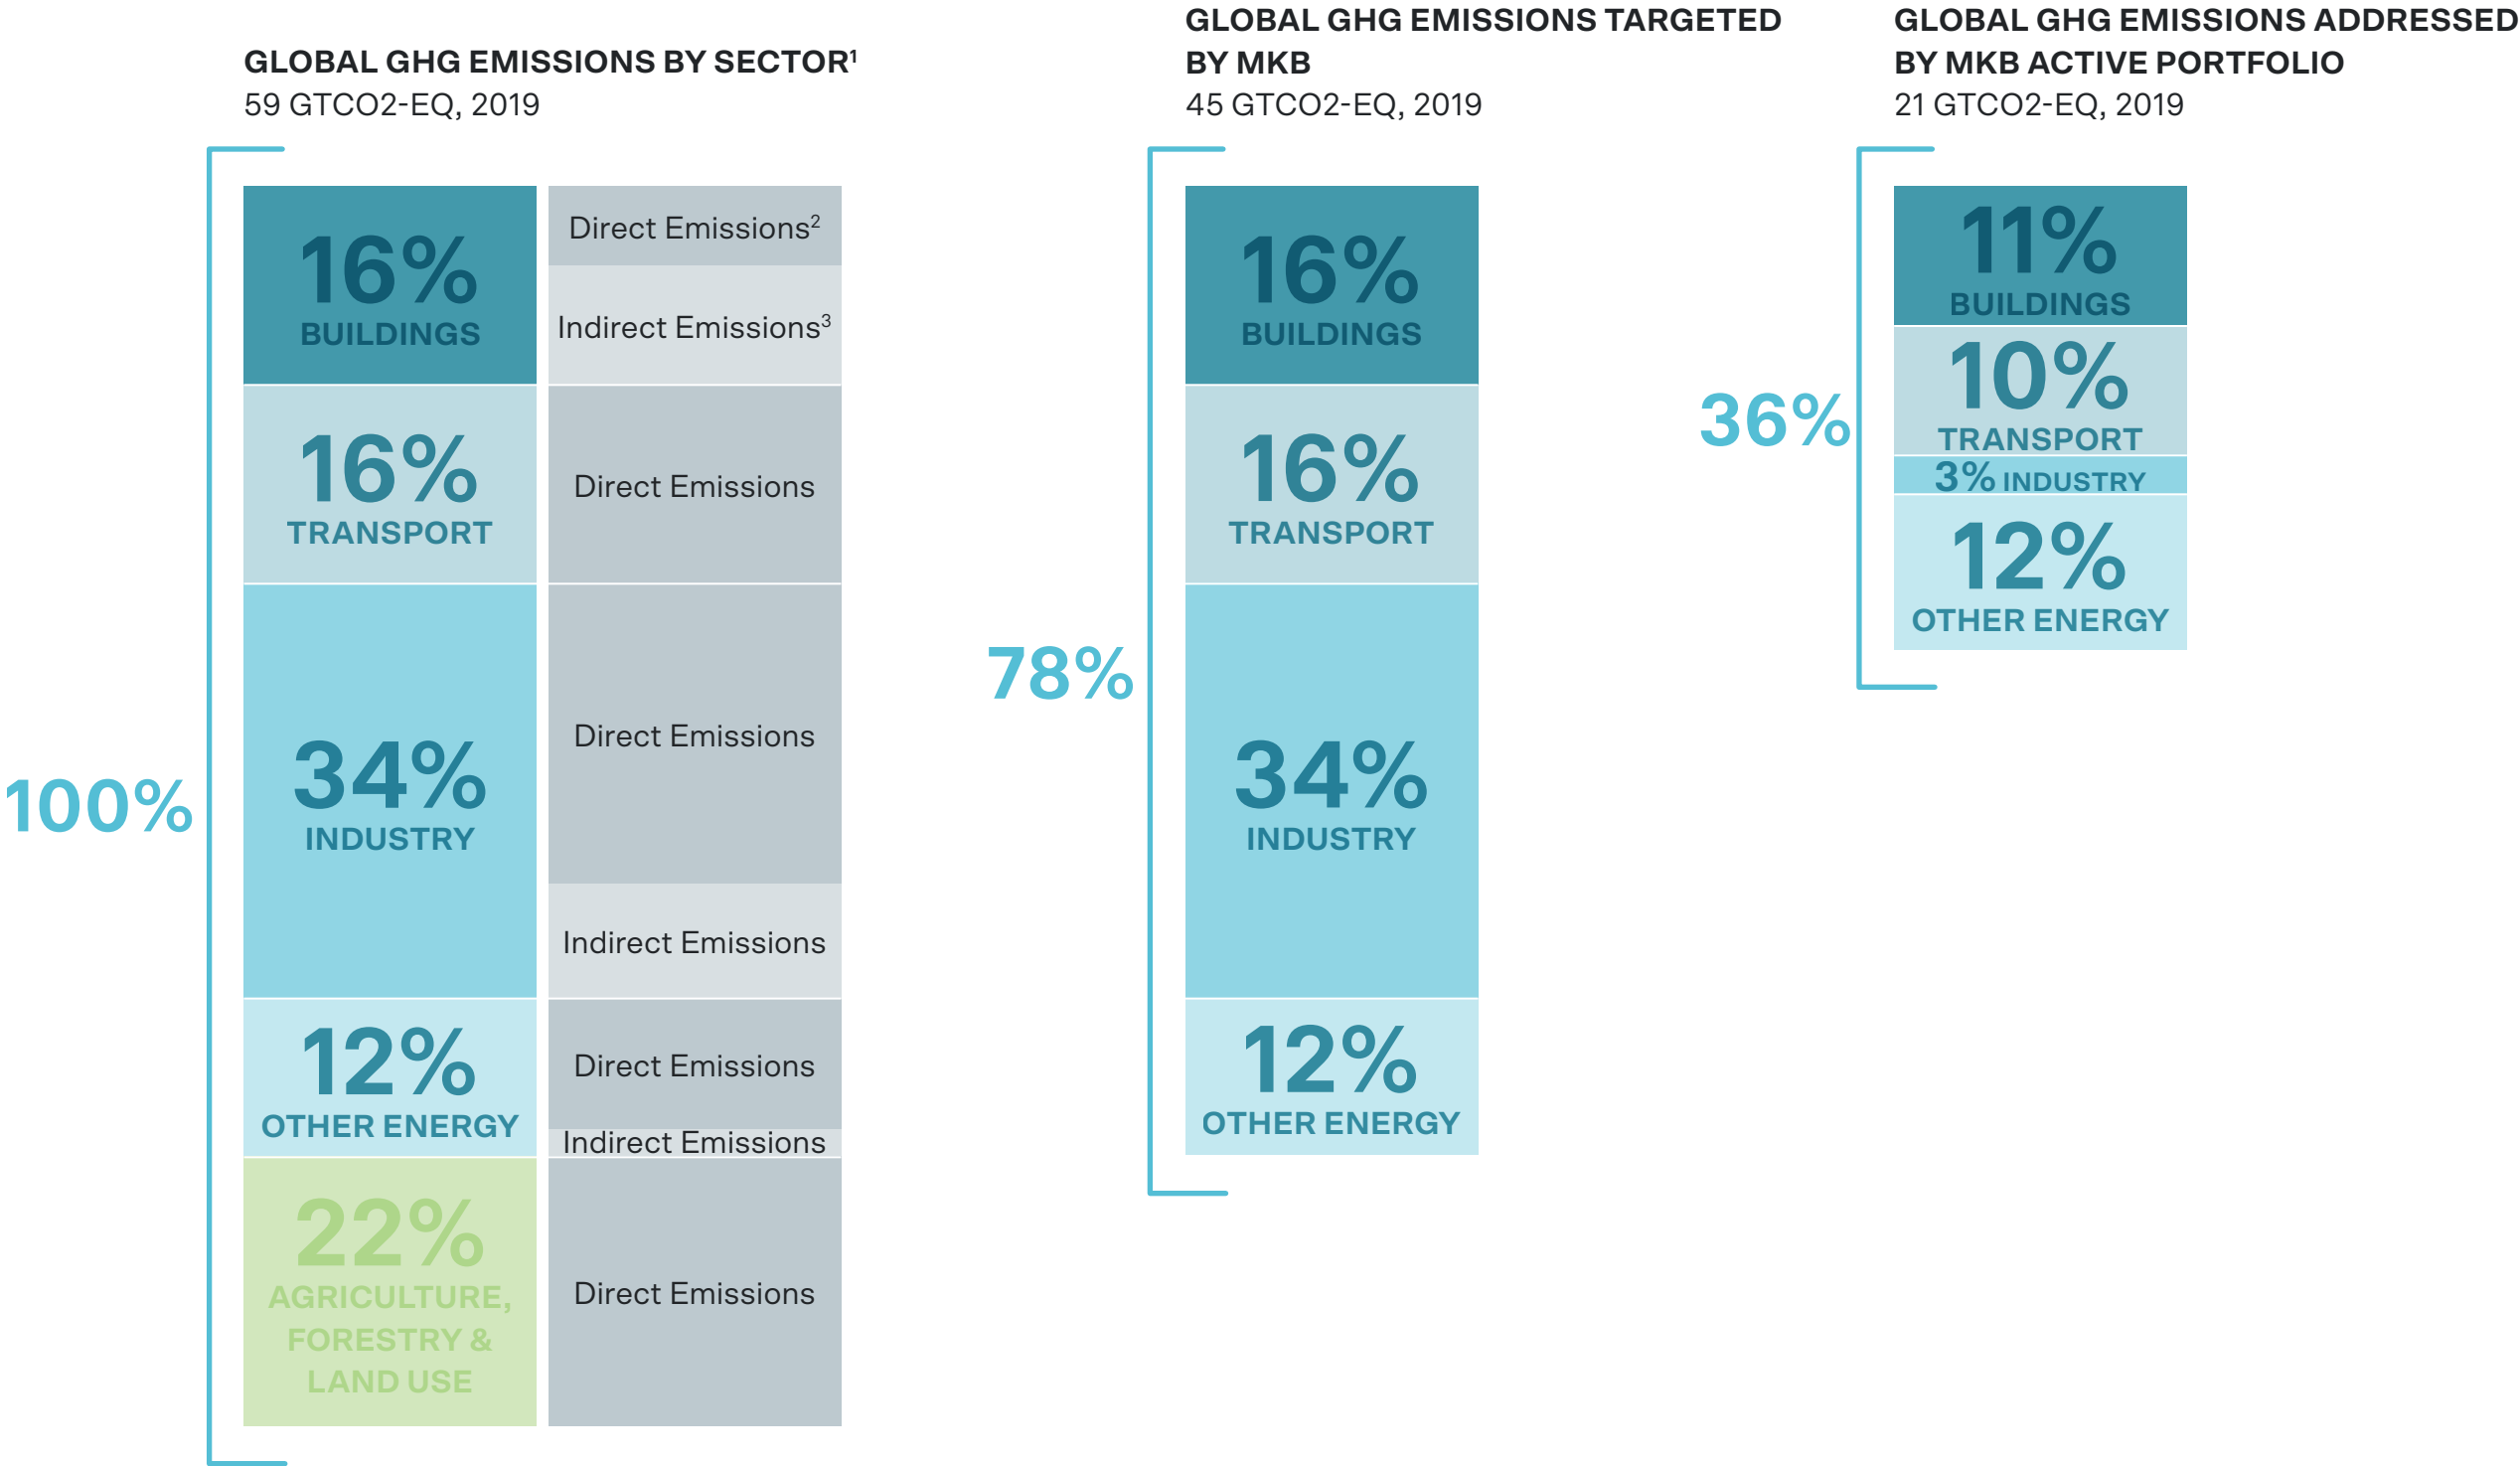 GLOBAL GHG EMISSIONS BY SECTOR¹
59 GTCO2-EQ, 2019
100%
16%
BUILDINGS
Direct Emissions²
Indirect Emissions³
16%
TRANSPORT
Direct Emissions
34%
INDUSTRY
Direct Emissions
Indirect Emissions
12%
OTHER ENERGY
Direct Emissions
Indirect Emissions
22%
AGRICULTURE,
FORESTRY &
LAND USE
Direct Emissions
GLOBAL GHG EMISSIONS TARGETED
BY MKB
45 GTCO2-EQ, 2019
78%
16%
BUILDINGS
16%
TRANSPORT
34%
INDUSTRY
12%
OTHER ENERGY
GLOBAL GHG EMISSIONS ADDRESSED
BY MKB ACTIVE PORTFOLIO
21 GTCO2-EQ, 2019
36%
11%
BUILDINGS
10%
TRANSPORT
3% INDUSTRY
12%
OTHER ENERGY